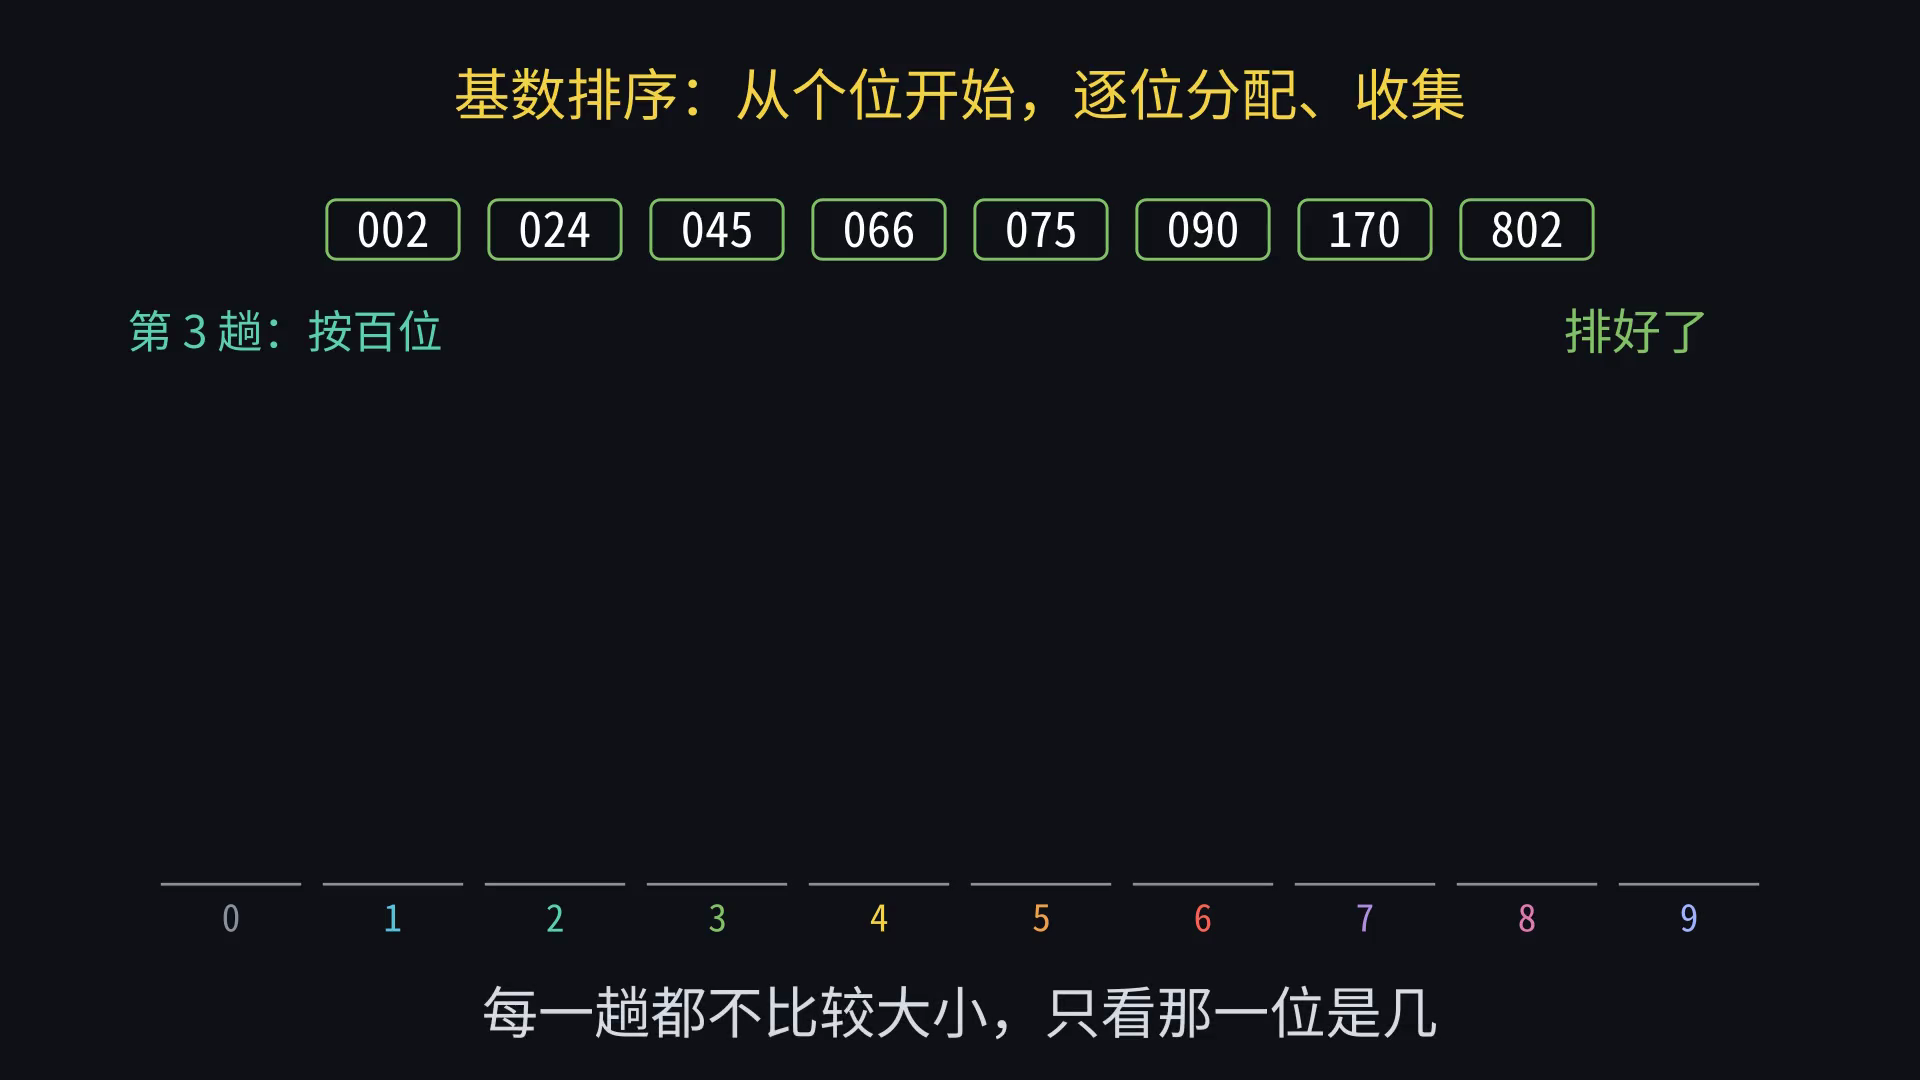 基数排序：从个位开始，逐位分配、收集
002 024 045 066 075 090 170 802
第 3 趟：按百位 排好了
0 1 2 3 4 5 6 7 8 9
每一趟都不比较大小，只看那一位是几